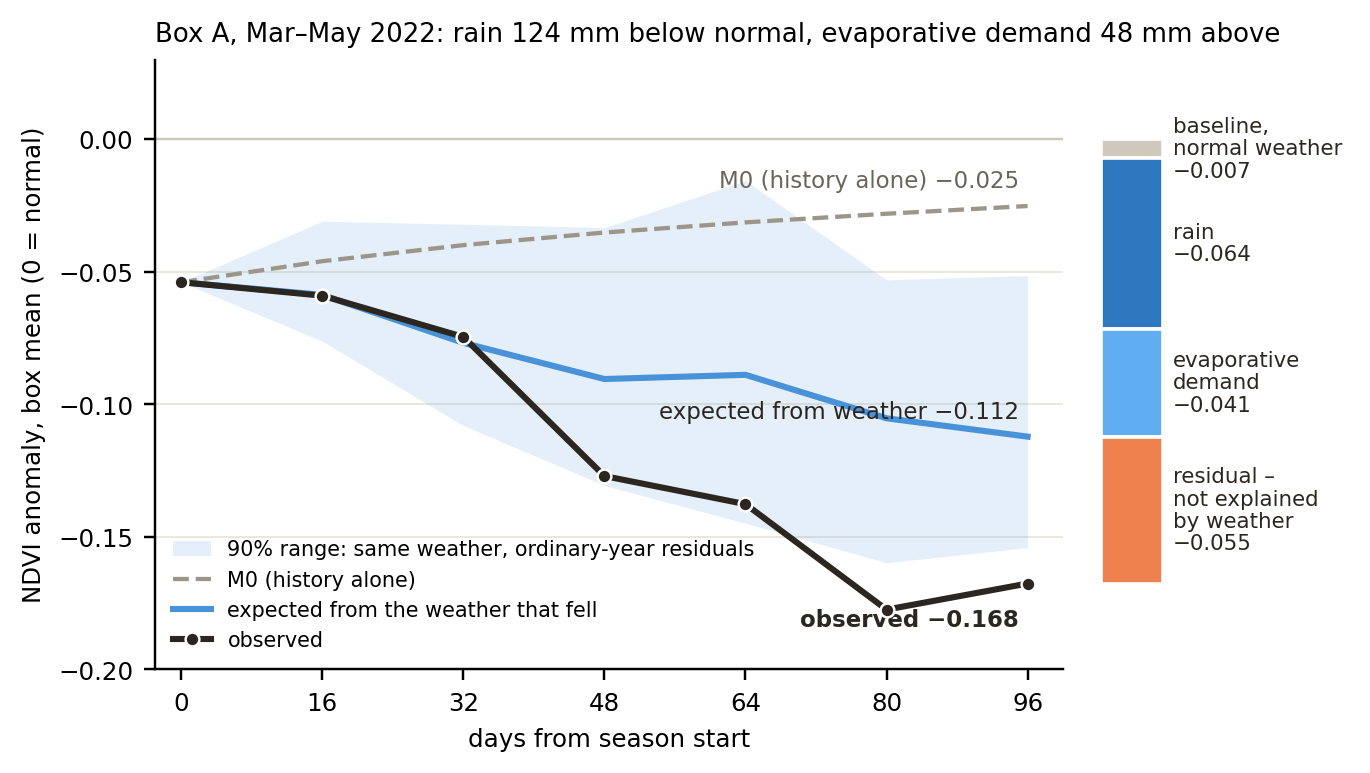 Box A, Mar–May 2022: rain 124 mm below normal, evaporative demand 48 mm above
NDVI anomaly, box mean (0 = normal)
0.00
−0.05
−0.10
−0.15
−0.20
M0 (history alone) −0.025
expected from weather −0.112
observed −0.168
90% range: same weather, ordinary-year residuals
M0 (history alone)
expected from the weather that fell
observed
0 16 32 48 64 80 96
days from season start
baseline,
normal weather
−0.007
rain
−0.064
evaporative
demand
−0.041
residual –
not explained
by weather
−0.055